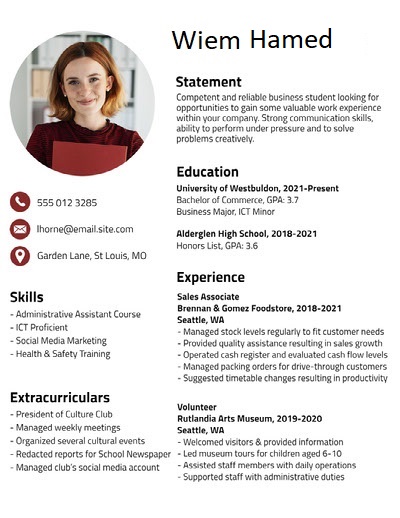 Wiem Hamed
Statement
Competent and reliable business student looking for
opportunities to gain some valuable work experience
within your company. Strong communication skills,
ability to perform under pressure and to solve
problems creatively.
Education
University of Westbuldon, 2021-Present
Bachelor of Commerce, GPA: 3.7
Business Major, ICT Minor
Alderglen High School, 2018-2021
Honors List, GPA: 3.6
Experience
Sales Associate
Brennan & Gomez Foodstore, 2018-2021
Seattle, WA
- Managed stock levels regularly to fit customer needs
- Provided quality assistance resulting in sales growth
- Operated cash register and evaluated cash flow levels
- Managed packing orders for drive-through customers
- Suggested timetable changes resulting in productivity
Volunteer
Rutlandia Arts Museum, 2019-2020
Seattle, WA
- Welcomed visitors & provided information
- Led museum tours for children aged 6-10
- Assisted staff members with daily operations
- Supported staff with administrative duties
555 012 3285
lhorne@email.site.com
Garden Lane, St Louis, MO
Skills
- Administrative Assistant Course
- ICT Proficient
- Social Media Marketing
- Health & Safety Training
Extracurriculars
- President of Culture Club
- Managed weekly meetings
- Organized several cultural events
- Redacted reports for School Newspaper
- Managed club's social media account